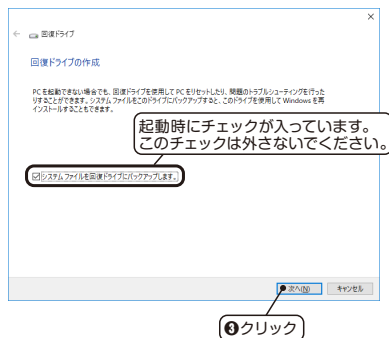 回復ドライブ
回復ドライブの作成
PC を起動できない場合でも、回復ドライブを使用して PC をリセットしたり、問題のトラブルシューティングを行った
りすることができます。システム ファイルをこのドライブにバックアップすると、このドライブを使用して Windows を再
インストールすることもできます。
起動時にチェックが入っています。
このチェックは外さないでください。
システム ファイルを回復ドライブにバックアップします。
次へ(N) キャンセル
❸クリック